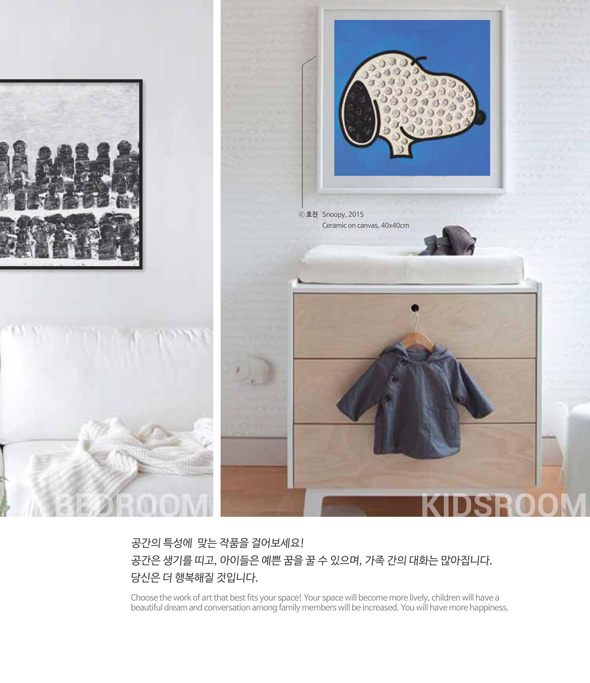 © 호진 Snoopy, 2015
Ceramic on canvas, 40x40cm
BEDROOM
KIDSROOM
공간의 특성에 맞는 작품을 걸어보세요!
공간은 생기를 띠고, 아이들은 예쁜 꿈을 꿀 수 있으며, 가족 간의 대화는 많아집니다.
당신은 더 행복해질 것입니다.
Choose the work of art that best fits your space! Your space will become more lively, children will have a
beautiful dream and conversation among family members will be increased. You will have more happiness.